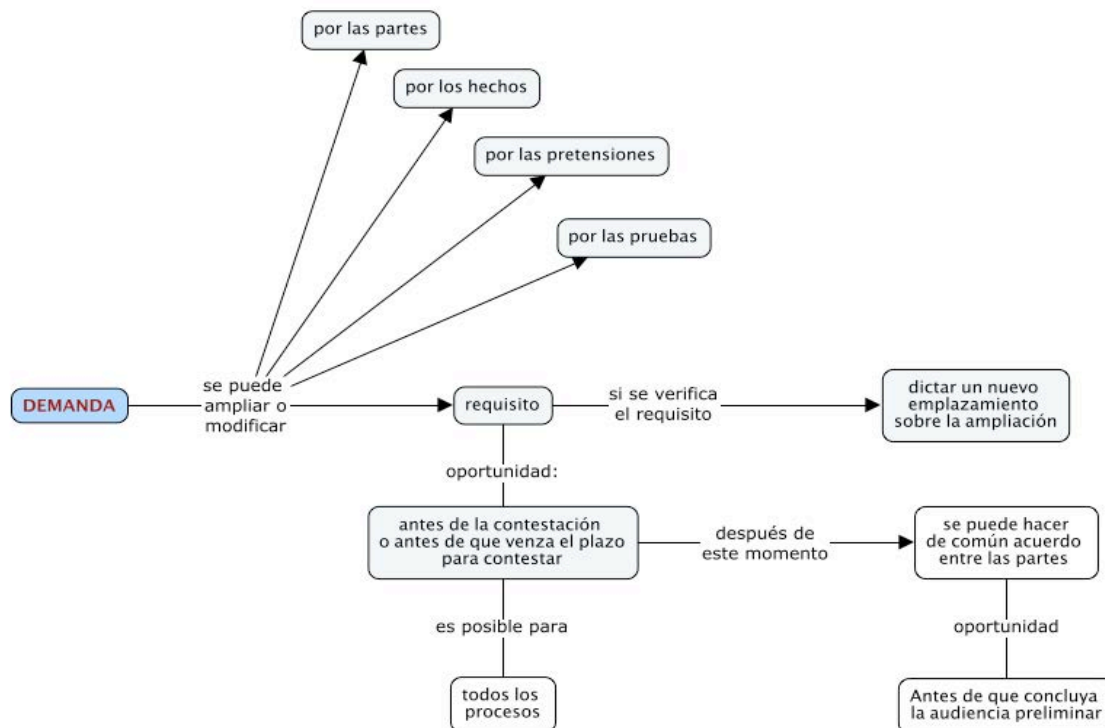 por las partes
por los hechos
por las pretensiones
por las pruebas
DEMANDA
se puede
ampliar o
modificar
requisito
si se verifica
el requisito
dictar un nuevo
emplazamiento
sobre la ampliación
oportunidad:
antes de la contestación
o antes de que venza el plazo
para contestar
después de
este momento
se puede hacer
de común acuerdo
entre las partes
es posible para
oportunidad
todos los
procesos
Antes de que concluya
la audiencia preliminar